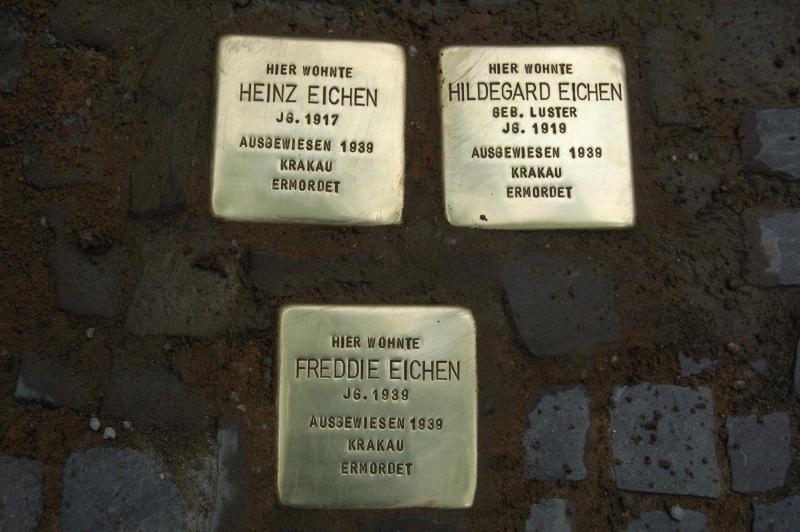 HIER WOHNTE
HEINZ EICHEN
JG. 1917
AUSGEWIESEN 1939
KRAKAU
ERMORDET
HIER WOHNTE
HILDEGARD EICHEN
GEB. LUSTER
JG. 1919
AUSGEWIESEN 1939
KRAKAU
ERMORDET
HIER WOHNTE
FREDDIE EICHEN
JG. 1939
AUSGEWIESEN 1939
KRAKAU
ERMORDET